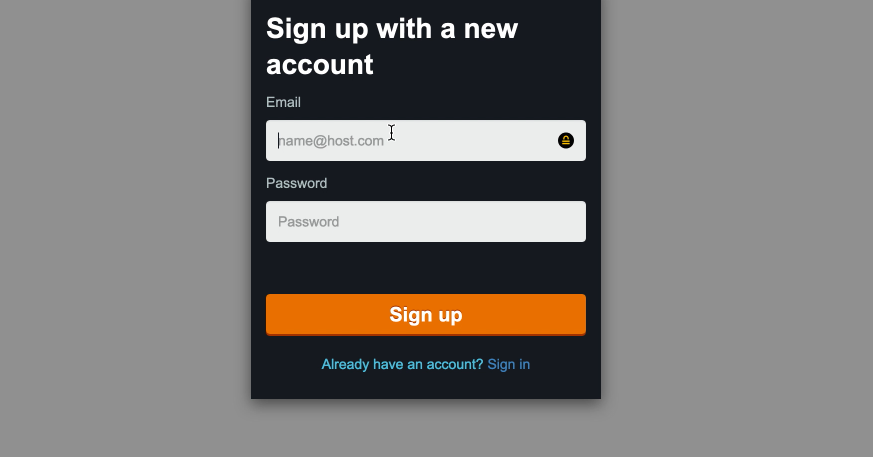 Sign up with a new
account
Email
name@host.com
Password
Password
Sign up
Already have an account? Sign in